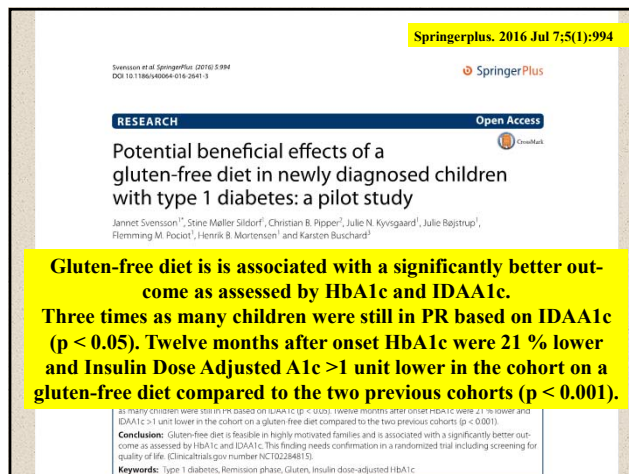 Springerplus. 2016 Jul 7;5(1):994
Svensson et al. SpringerPlus (2016) 5:994
DOI 10.1186/s40064-016-2641-3
SpringerPlus
RESEARCH
Open Access
CrossMark
Potential beneficial effects of a
gluten-free diet in newly diagnosed children
with type 1 diabetes: a pilot study
Jannet Svensson1*, Stine Møller Sildorf1, Christian B. Pipper2, Julie N. Kyvsgaard1, Julie Bøjstrup1,
Flemming M. Pociot1, Henrik B. Mortensen1 and Karsten Buschard3
Gluten-free diet is is associated with a significantly better out-
come as assessed by HbA1c and IDAA1c.
Three times as many children were still in PR based on IDAA1c
(p < 0.05). Twelve months after onset HbA1c were 21 % lower
and Insulin Dose Adjusted A1c >1 unit lower in the cohort on a
gluten-free diet compared to the two previous cohorts (p < 0.001).
as many children were still in PR based on IDAA1c (p < 0.05). Twelve months after onset HbA1c were 21 % lower and
IDAA1c >1 unit lower in the cohort on a gluten-free diet compared to the two previous cohorts (p < 0.001).
Conclusion: Gluten-free diet is feasible in highly motivated families and is associated with a significantly better out-
come as assessed by HbA1c and IDAA1c. This finding needs confirmation in a randomized trial including screening for
quality of life. (Clinicaltrials.gov number NCT02284815).
Keywords: Type 1 diabetes, Remission phase, Gluten, Insulin dose-adjusted HbA1c